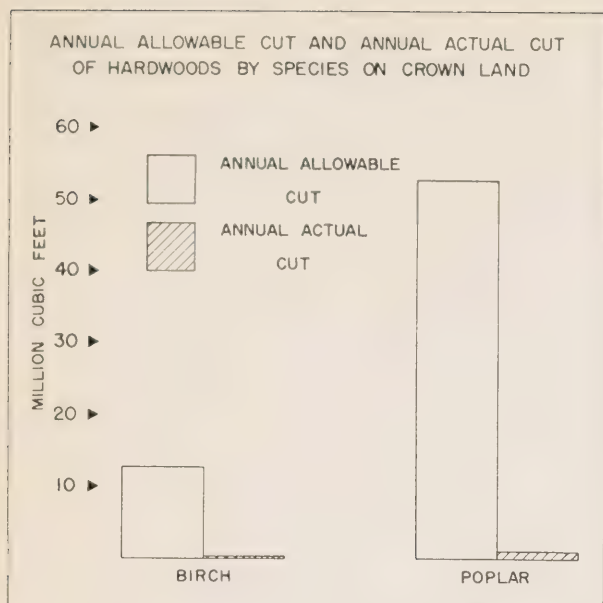 ANNUAL ALLOWABLE CUT AND ANNUAL ACTUAL CUT
OF HARDWOODS BY SPECIES ON CROWN LAND
60
ANNUAL ALLOWABLE
CUT
50
ANNUAL ACTUAL
CUT
40
MILLION CUBIC FEET
30
20
10
BIRCH
POPLAR